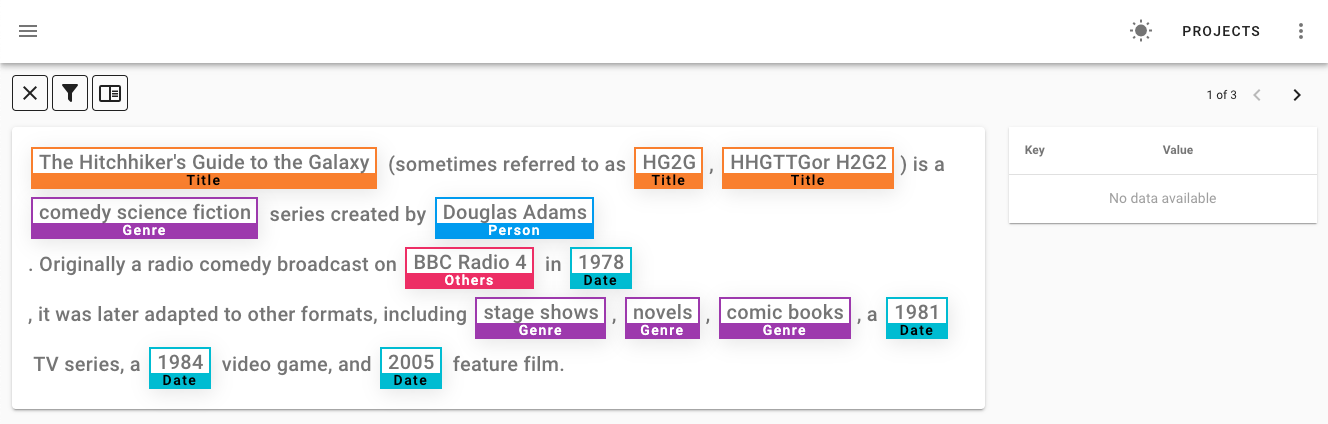 PROJECTS
1 of 3
The Hitchhiker's Guide to the Galaxy (sometimes referred to as HG2G , HHGTTGor H2G2 ) is a
Title Title Title
comedy science fiction series created by Douglas Adams
Genre Person
. Originally a radio comedy broadcast on BBC Radio 4 in 1978
Others Date
, it was later adapted to other formats, including stage shows , novels , comic books , a 1981
Genre Genre Genre Date
TV series, a 1984 video game, and 2005 feature film.
Date Date
Key Value
No data available